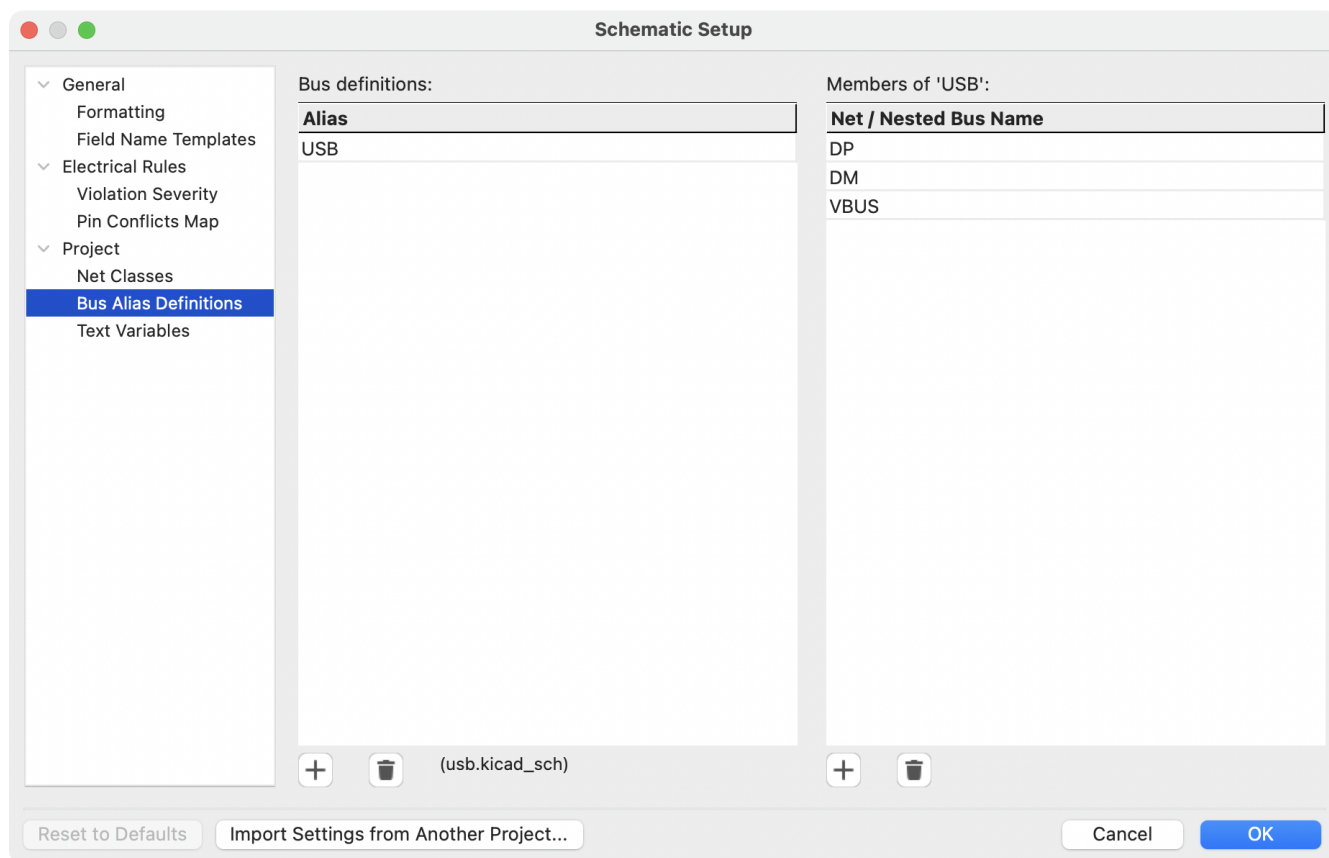 Schematic Setup
General
Formatting
Field Name Templates
Electrical Rules
Violation Severity
Pin Conflicts Map
Project
Net Classes
Bus Alias Definitions
Text Variables
Bus definitions:
Alias
USB
(usb.kicad_sch)
Members of 'USB':
Net / Nested Bus Name
DP
DM
VBUS
Reset to Defaults
Import Settings from Another Project...
Cancel
OK